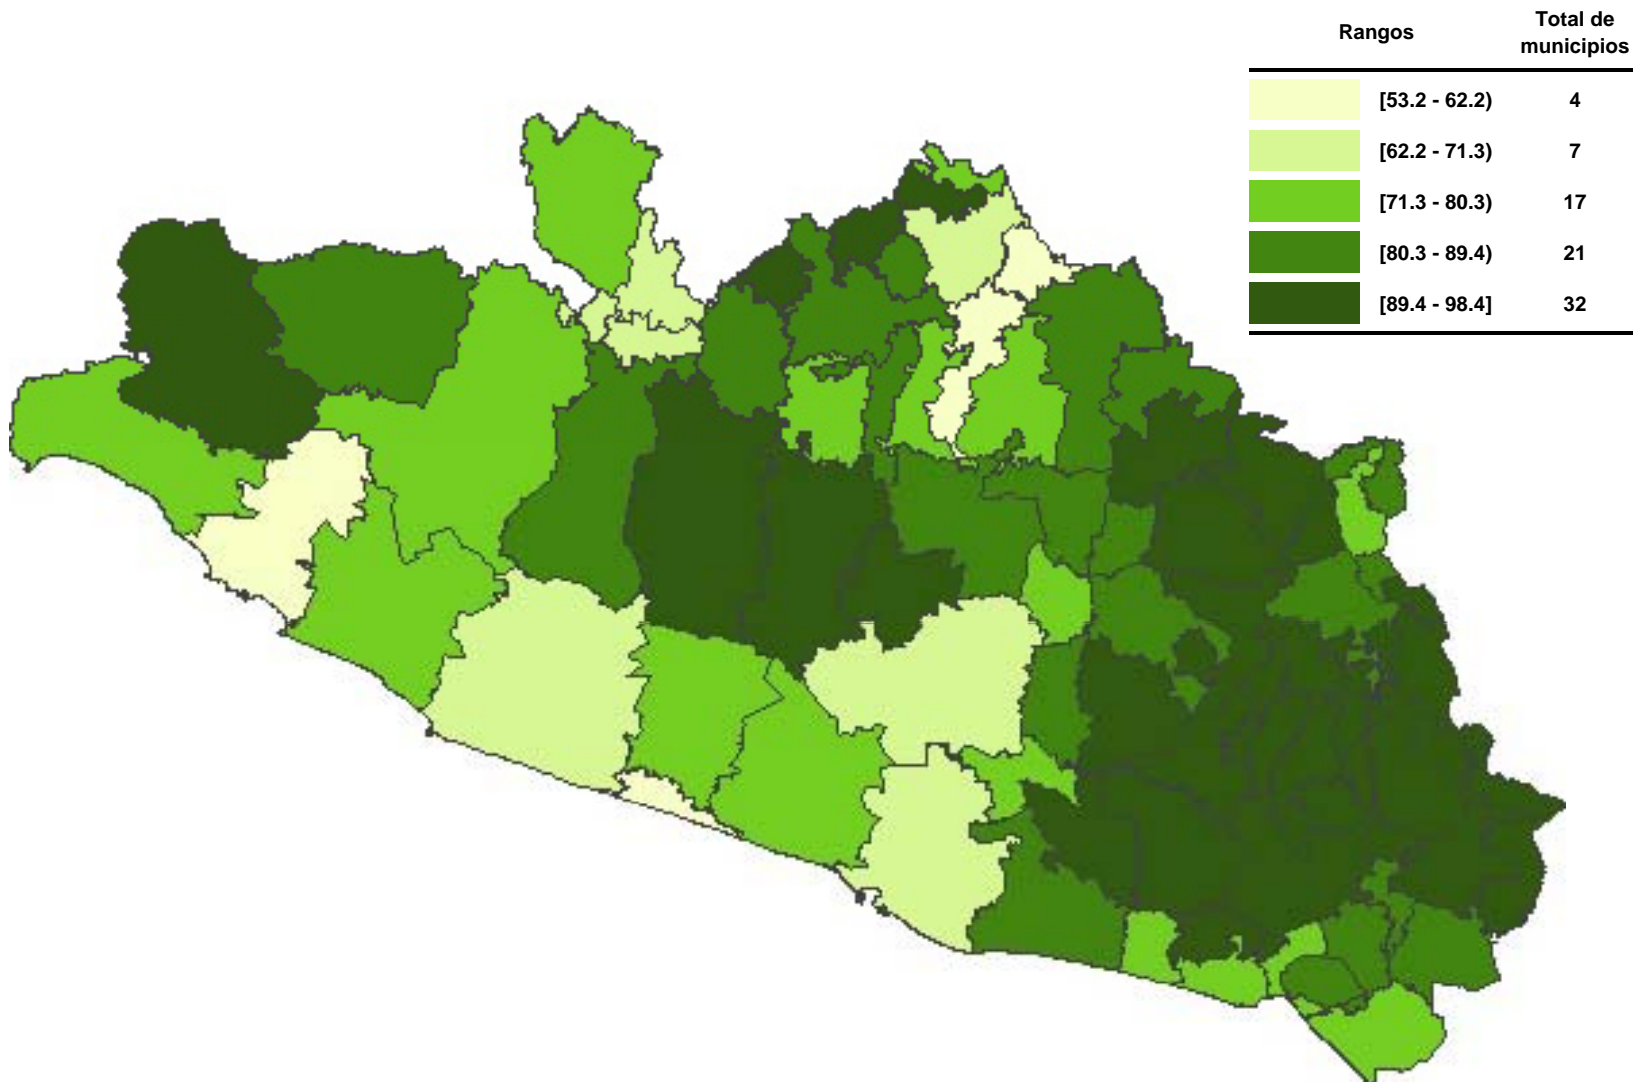 Rangos Total de municipios
[53.2 - 62.2) 4
[62.2 - 71.3) 7
[71.3 - 80.3) 17
[80.3 - 89.4) 21
[89.4 - 98.4] 32